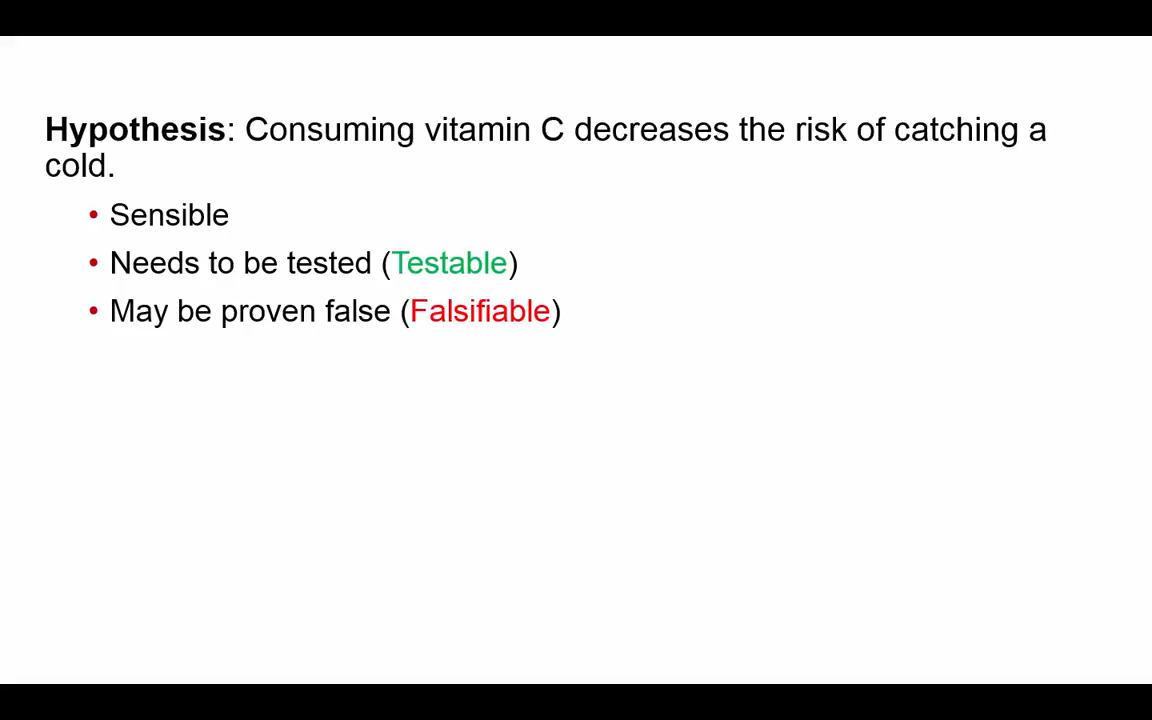 Hypothesis: Consuming vitamin C decreases the risk of catching a
cold.
• Sensible
• Needs to be tested (Testable)
• May be proven false (Falsifiable)